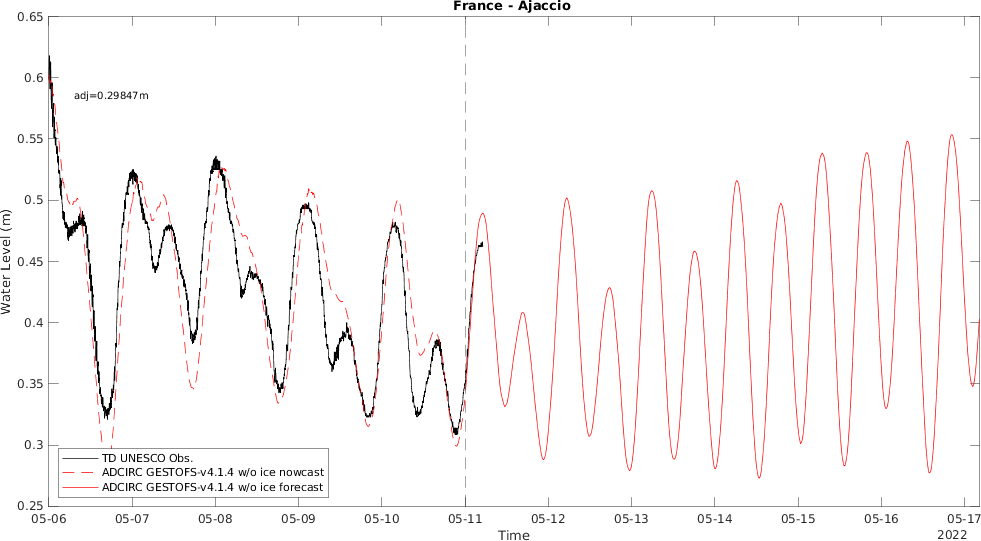 France - Ajaccio
0.65
0.6
0.55
0.5
0.45
0.4
0.35
0.3
0.25
Water Level (m)
adj=0.29847m
TD UNESCO Obs.
ADCIRC GESTOFS-v4.1.4 w/o ice nowcast
ADCIRC GESTOFS-v4.1.4 w/o ice forecast
05-06 05-07 05-08 05-09 05-10 05-11 05-12 05-13 05-14 05-15 05-16 05-17
Time
2022